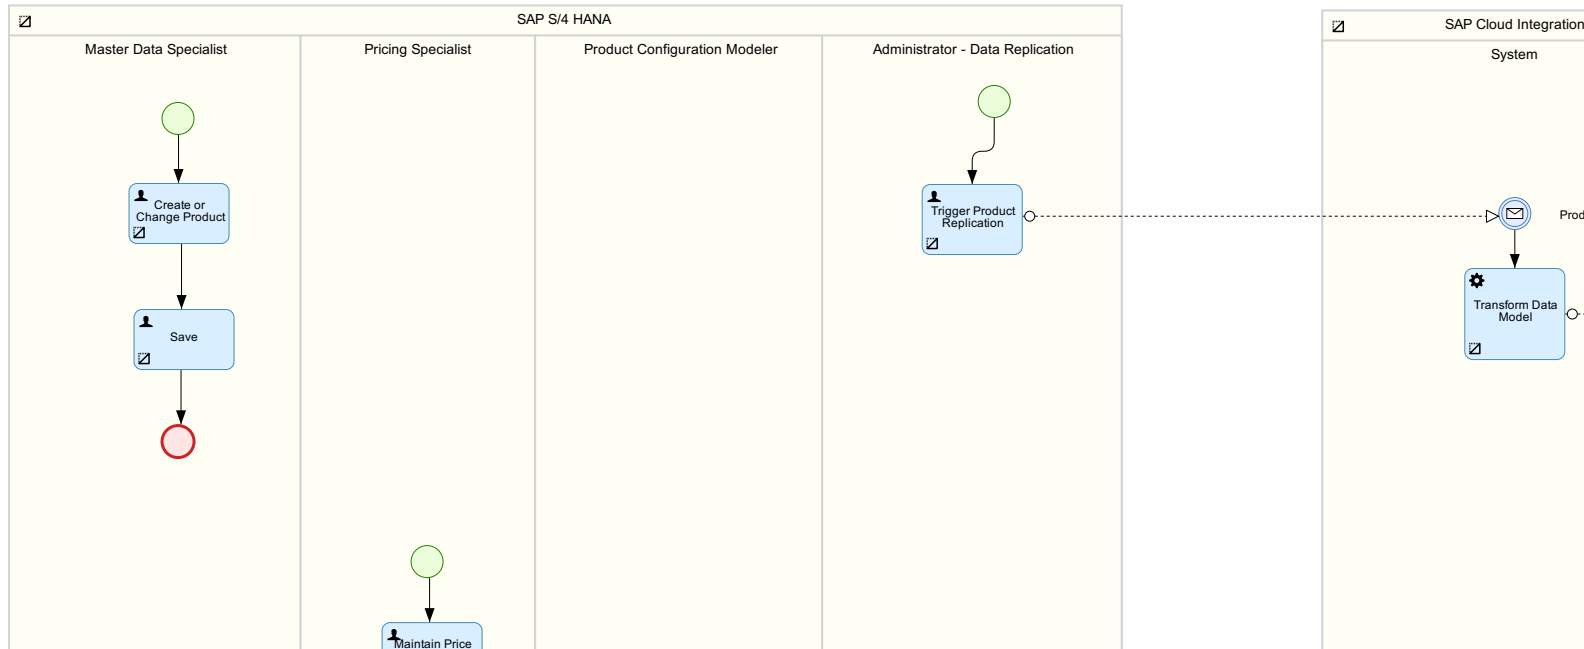 SAP S/4 HANA
SAP Cloud Integration
Master Data Specialist
Pricing Specialist
Product Configuration Modeler
Administrator - Data Replication
System
Create or
Change Product
Trigger Product
Replication
Prod
Transform Data
Model
Save
Maintain Price